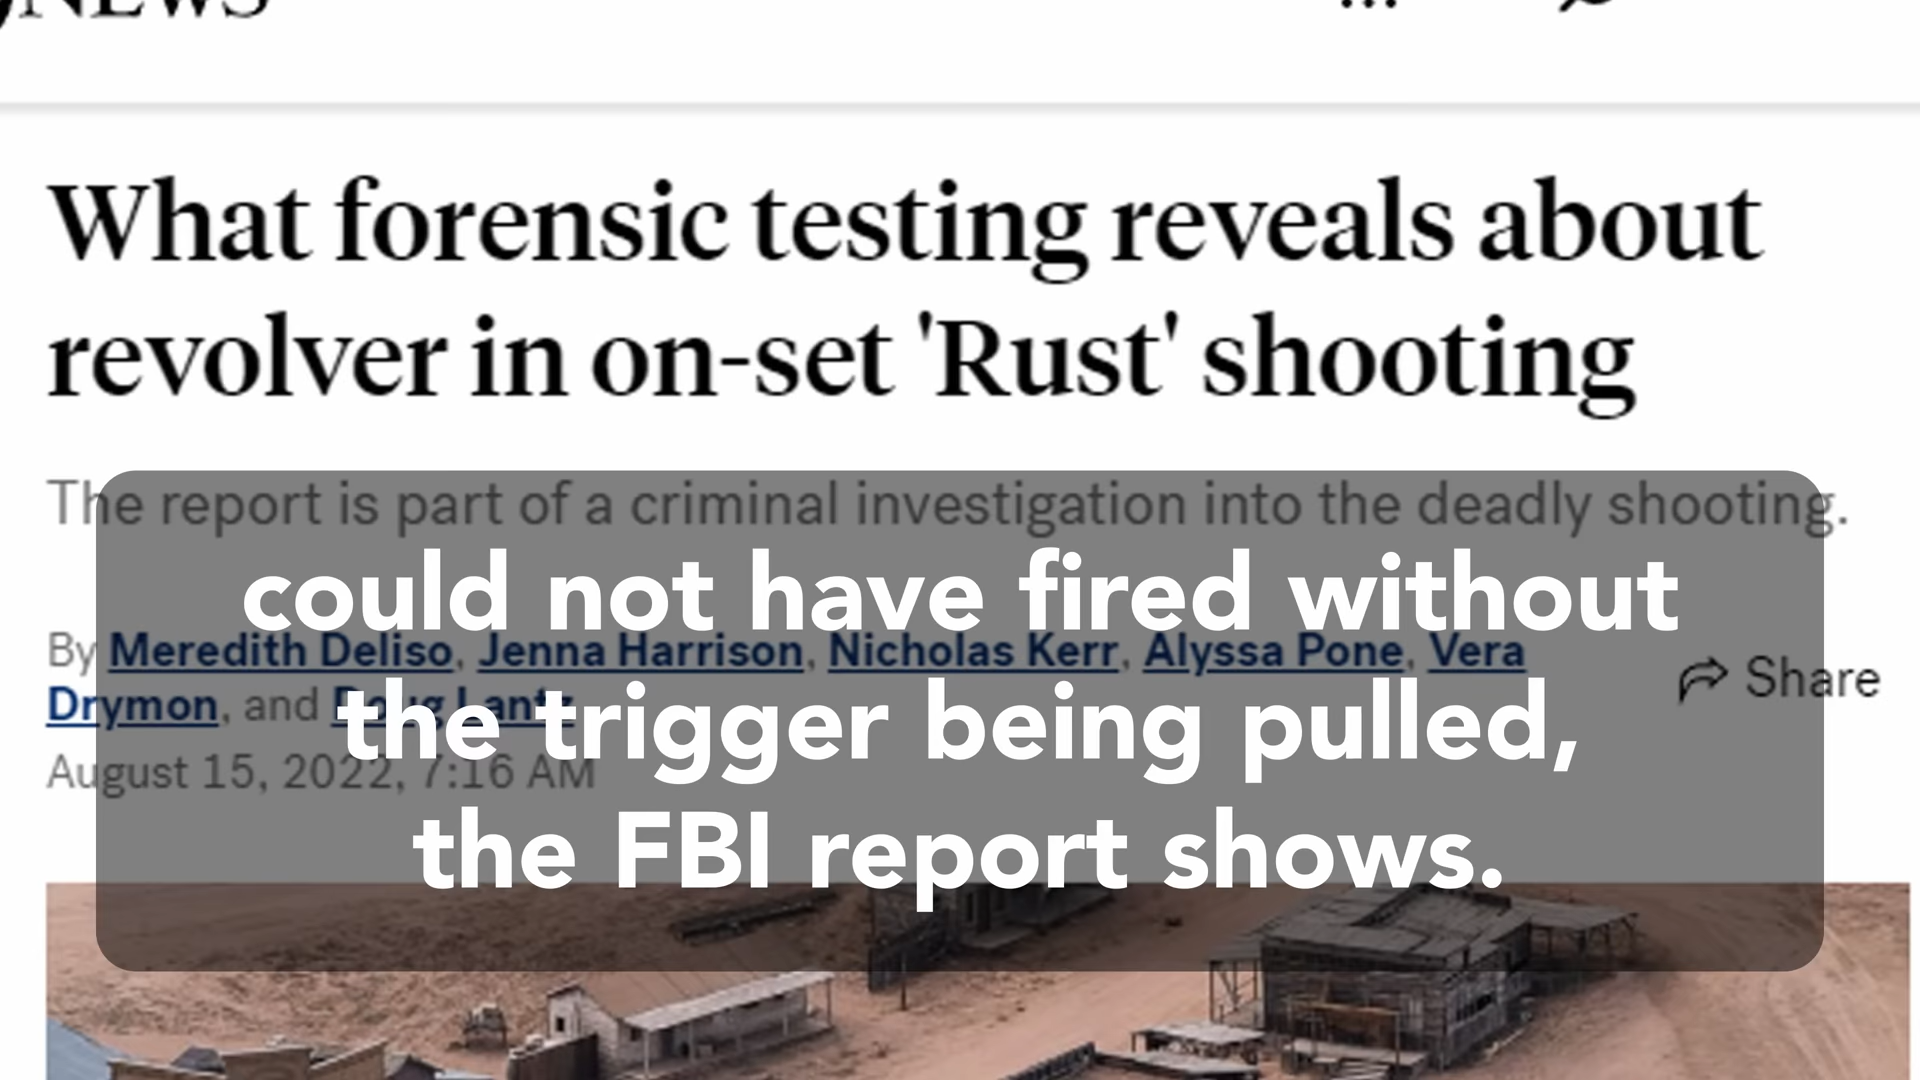 NEWS
What forensic testing reveals about
revolver in on-set 'Rust' shooting
The report is part of a criminal investigation into the deadly shooting.
could not have fired without
By Meredith Deliso, Jenna Harrison, Nicholas Kerr, Alyssa Pone, Vera
Share
Drymon, and Doug Lantz
the trigger being pulled,
August 15, 2022, 7:16 AM
the FBI report shows.